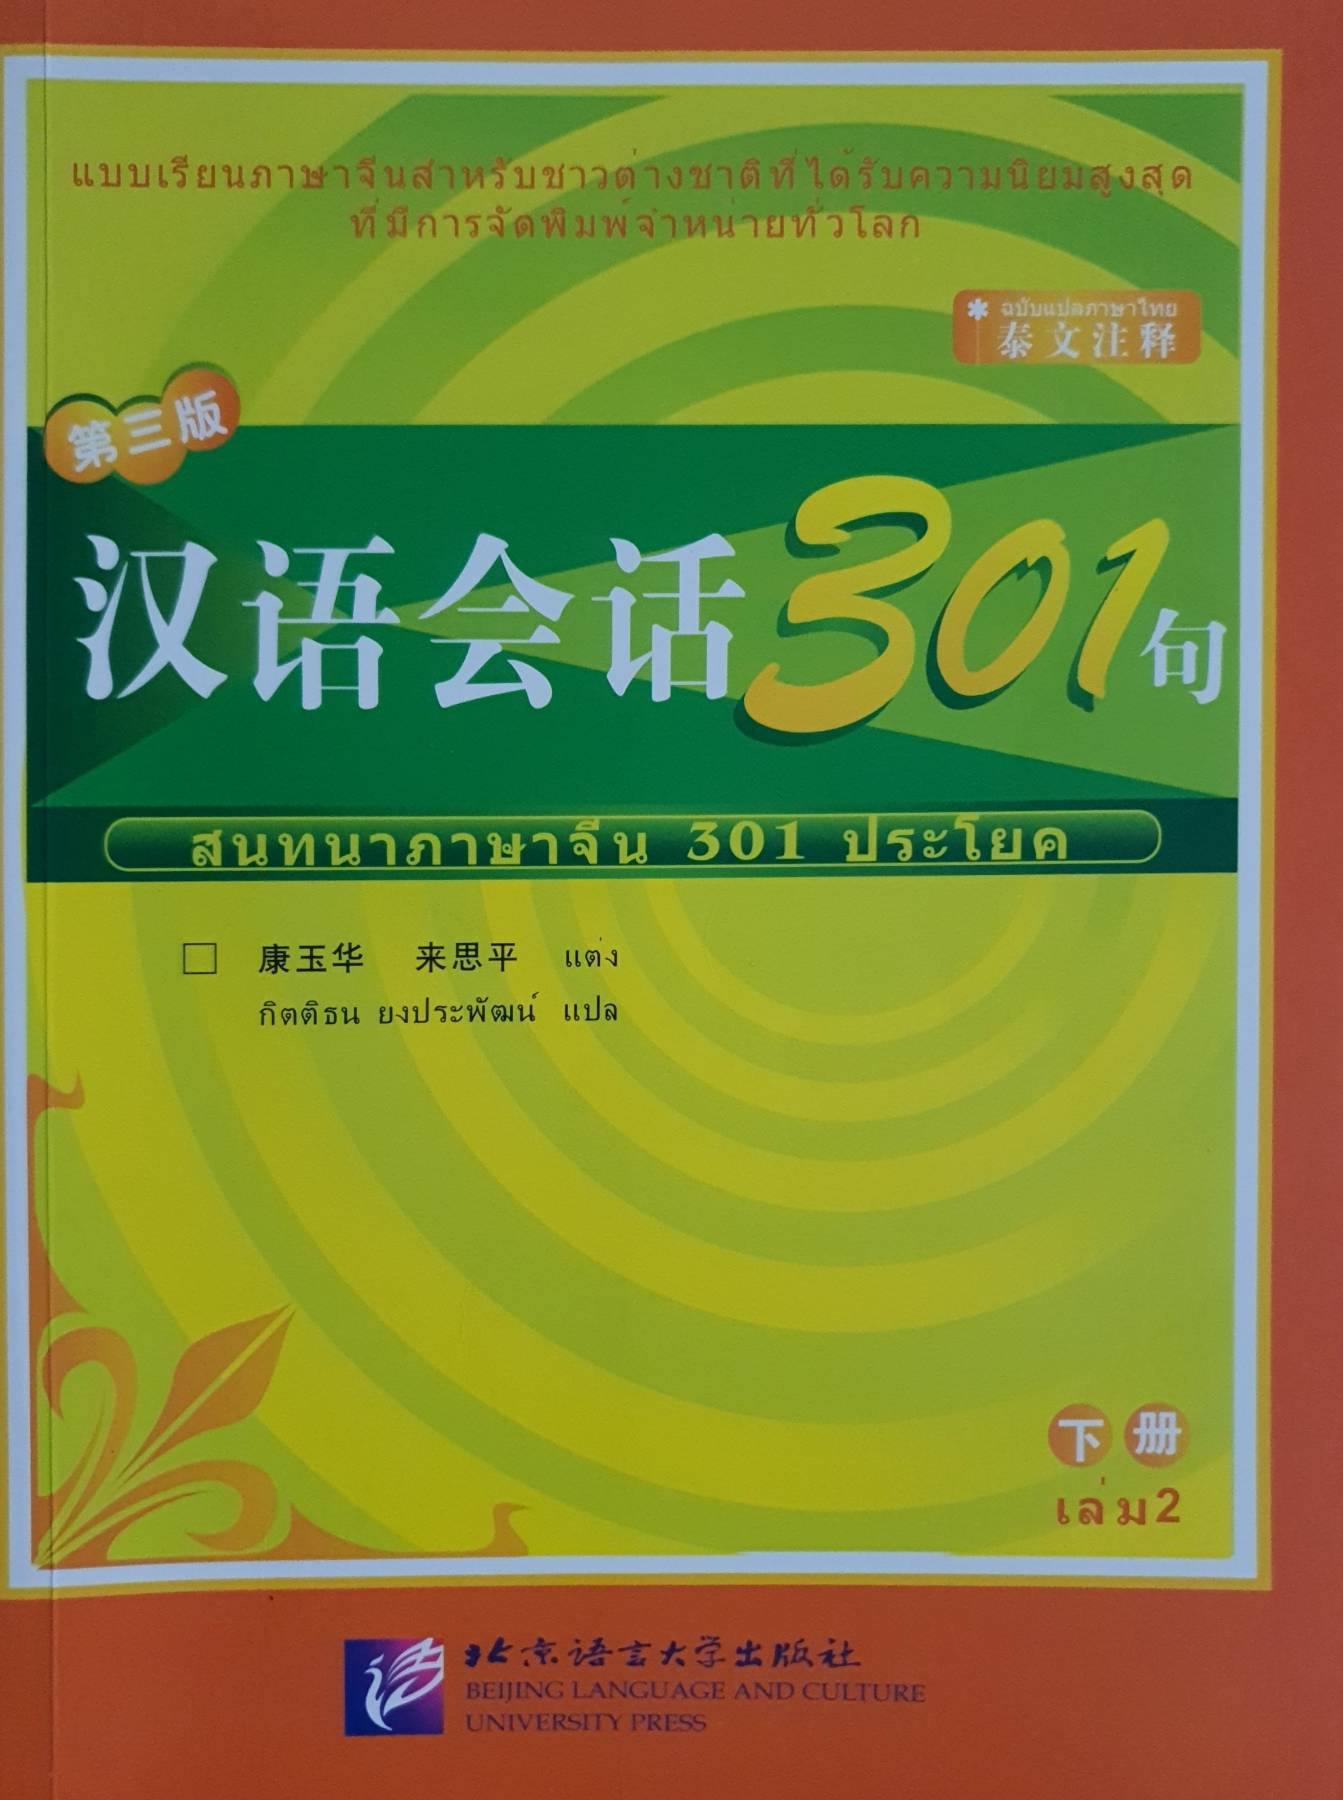 แบบเรียนภาษาจีนสำหรับชาวต่างชาติที่ได้รับความนิยมสูงสุด
ที่มีการจัดพิมพ์จำหน่ายทั่วโลก
* ฉบับแปลภาษาไทย
泰文注释
第三版
汉语会话301句
สนทนาภาษาจีน 301 ประโยค
□ 康玉华 来思平 แต่ง
กิตติธน ยงประพัฒน์ แปล
下册
เล่ม2
北京语言大学出版社
BEIJING LANGUAGE AND CULTURE
UNIVERSITY PRESS